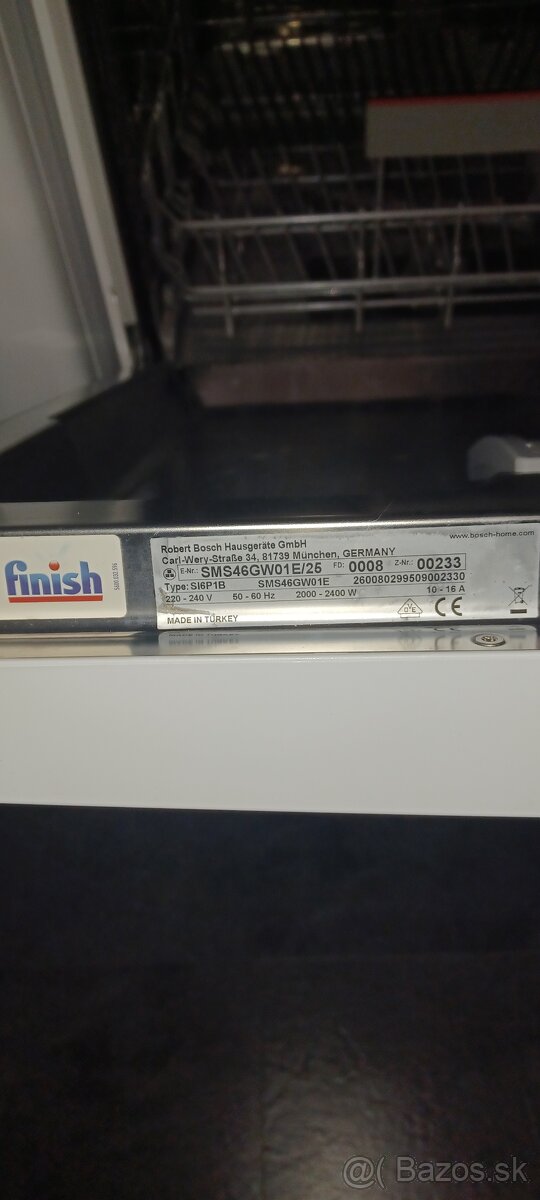 finish
Robert Bosch Hausgeräte GmbH
www.bosch-home.com
Carl-Wery-Straße 34, 81739 München, GERMANY
E-Nr.: SMS46GW01E/25 FD: 0008 Z-Nr.: 00233
Type: SI6P1B SMS46GW01E 260080299509002330
220 - 240 V 50 - 60 Hz 2000 - 2400 W 10 - 16 A
MADE IN TURKEY
CE
@( Bazos.sk